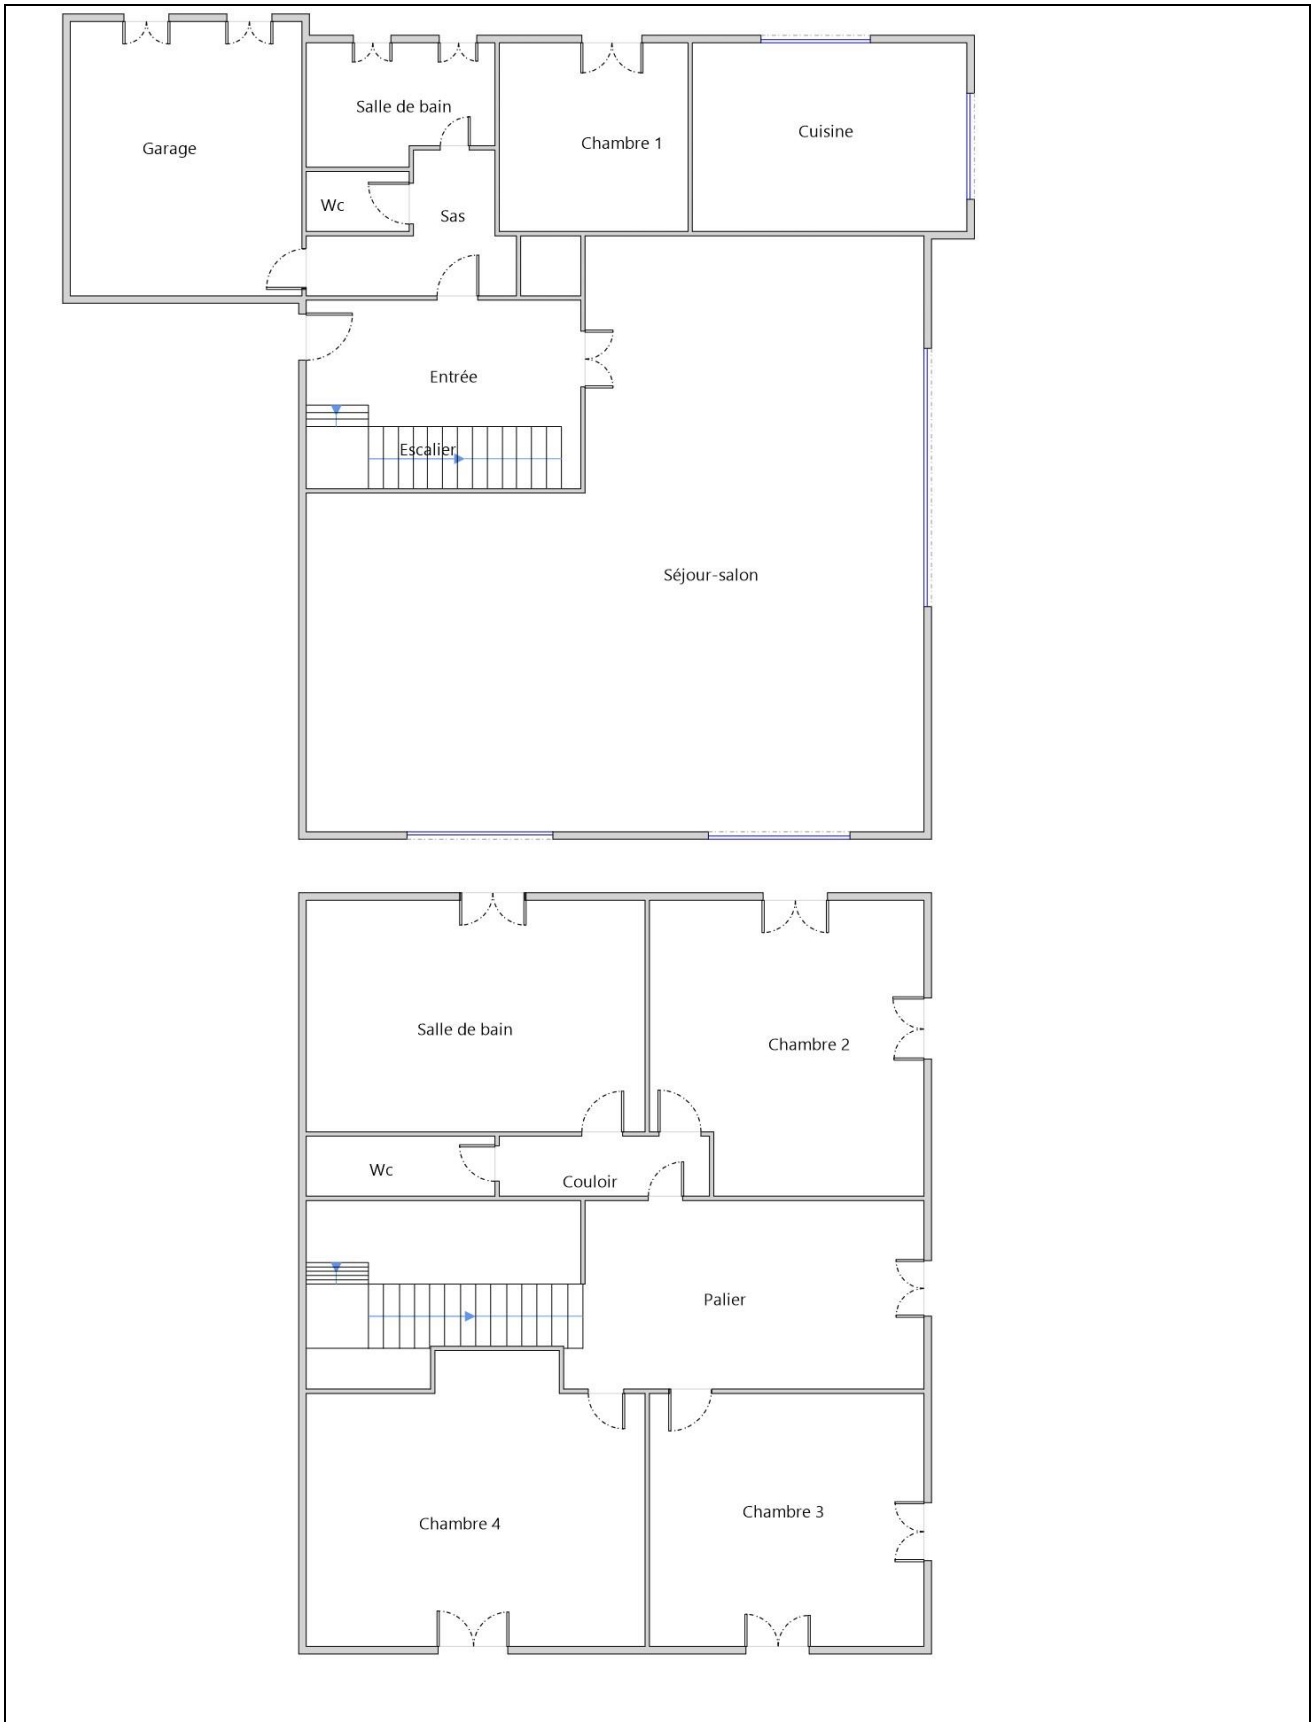 Salle de bain
Garage
Chambre 1
Cuisine
Wc
Sas
Entrée
Escalier
Séjour-salon
Salle de bain
Chambre 2
Wc
Couloir
Palier
Chambre 4
Chambre 3